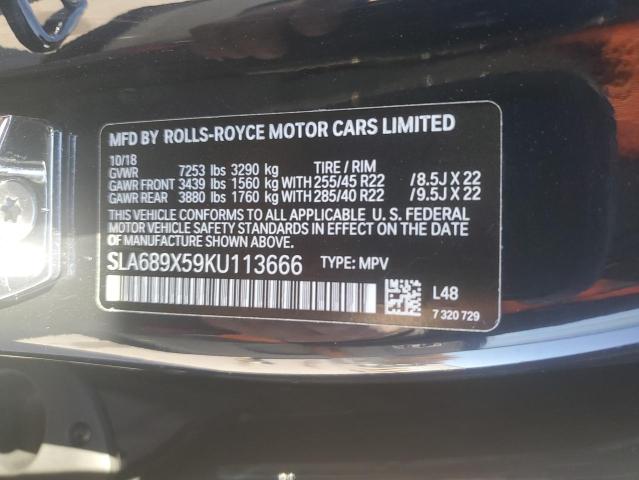 MFD BY ROLLS-ROYCE MOTOR CARS LIMITED
10/18
GVWR 7253 lbs 3290 kg TIRE / RIM
GAWR FRONT 3439 lbs 1560 kg WITH 255/45 R22 /8.5J X 22
GAWR REAR 3880 lbs 1760 kg WITH 285/40 R22 /9.5J X 22
THIS VEHICLE CONFORMS TO ALL APPLICABLE U.S. FEDERAL
MOTOR VEHICLE SAFETY STANDARDS IN EFFECT ON THE DATE
OF MANUFACTURE SHOWN ABOVE.
SLA689X59KU113666 TYPE: MPV
L48
7 320 729